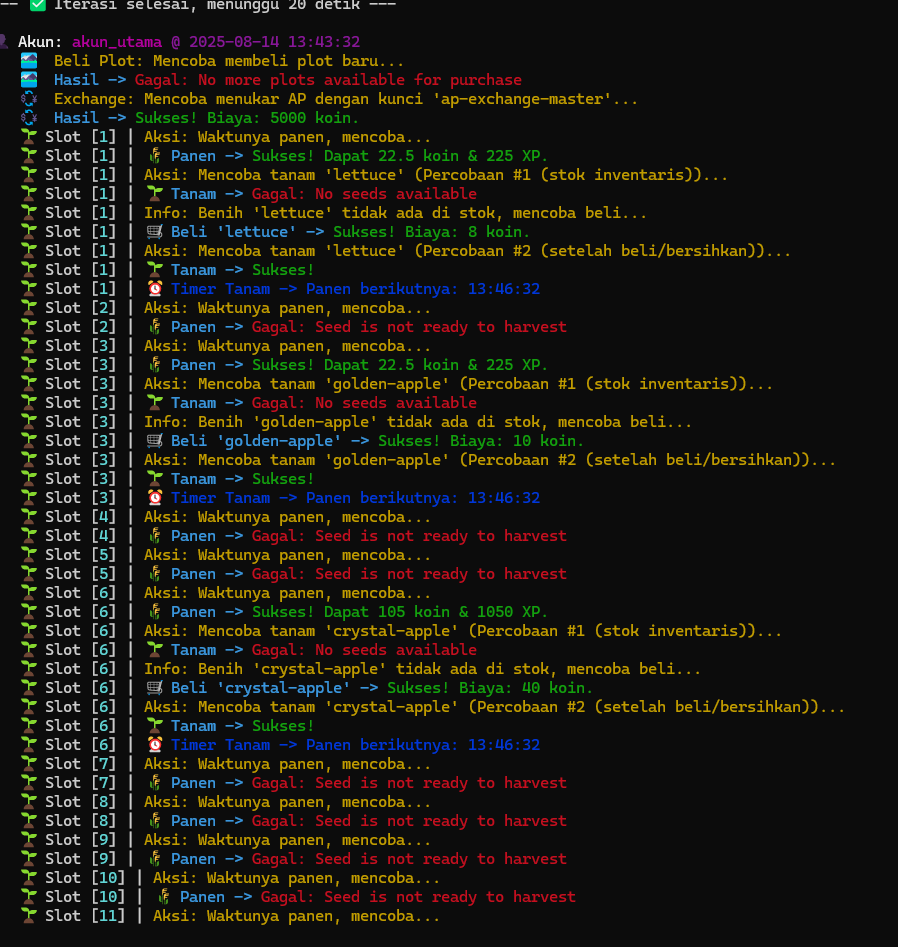 -- ✅ Iterasi selesai, menunggu 20 detik ---
Akun: akun_utama @ 2025-08-14 13:43:32
Beli Plot: Mencoba membeli plot baru...
Hasil -> Gagal: No more plots available for purchase
Exchange: Mencoba menukar AP dengan kunci 'ap-exchange-master'...
Hasil -> Sukses! Biaya: 5000 koin.
Slot [1] | Aksi: Waktunya panen, mencoba...
Slot [1] | Panen -> Sukses! Dapat 22.5 koin & 225 XP.
Slot [1] | Aksi: Mencoba tanam 'lettuce' (Percobaan #1 (stok inventaris))...
Slot [1] | Tanam -> Gagal: No seeds available
Slot [1] | Info: Benih 'lettuce' tidak ada di stok, mencoba beli...
Slot [1] | Beli 'lettuce' -> Sukses! Biaya: 8 koin.
Slot [1] | Aksi: Mencoba tanam 'lettuce' (Percobaan #2 (setelah beli/bersihkan))...
Slot [1] | Tanam -> Sukses!
Slot [1] | Timer Tanam -> Panen berikutnya: 13:46:32
Slot [2] | Aksi: Waktunya panen, mencoba...
Slot [2] | Panen -> Gagal: Seed is not ready to harvest
Slot [3] | Aksi: Waktunya panen, mencoba...
Slot [3] | Panen -> Sukses! Dapat 22.5 koin & 225 XP.
Slot [3] | Aksi: Mencoba tanam 'golden-apple' (Percobaan #1 (stok inventaris))...
Slot [3] | Tanam -> Gagal: No seeds available
Slot [3] | Info: Benih 'golden-apple' tidak ada di stok, mencoba beli...
Slot [3] | Beli 'golden-apple' -> Sukses! Biaya: 10 koin.
Slot [3] | Aksi: Mencoba tanam 'golden-apple' (Percobaan #2 (setelah beli/bersihkan))...
Slot [3] | Tanam -> Sukses!
Slot [3] | Timer Tanam -> Panen berikutnya: 13:46:32
Slot [4] | Aksi: Waktunya panen, mencoba...
Slot [4] | Panen -> Gagal: Seed is not ready to harvest
Slot [5] | Aksi: Waktunya panen, mencoba...
Slot [5] | Panen -> Gagal: Seed is not ready to harvest
Slot [6] | Aksi: Waktunya panen, mencoba...
Slot [6] | Panen -> Sukses! Dapat 105 koin & 1050 XP.
Slot [6] | Aksi: Mencoba tanam 'crystal-apple' (Percobaan #1 (stok inventaris))...
Slot [6] | Tanam -> Gagal: No seeds available
Slot [6] | Info: Benih 'crystal-apple' tidak ada di stok, mencoba beli...
Slot [6] | Beli 'crystal-apple' -> Sukses! Biaya: 40 koin.
Slot [6] | Aksi: Mencoba tanam 'crystal-apple' (Percobaan #2 (setelah beli/bersihkan))...
Slot [6] | Tanam -> Sukses!
Slot [6] | Timer Tanam -> Panen berikutnya: 13:46:32
Slot [7] | Aksi: Waktunya panen, mencoba...
Slot [7] | Panen -> Gagal: Seed is not ready to harvest
Slot [8] | Aksi: Waktunya panen, mencoba...
Slot [8] | Panen -> Gagal: Seed is not ready to harvest
Slot [9] | Aksi: Waktunya panen, mencoba...
Slot [9] | Panen -> Gagal: Seed is not ready to harvest
Slot [10] | Aksi: Waktunya panen, mencoba...
Slot [10] | Panen -> Gagal: Seed is not ready to harvest
Slot [11] | Aksi: Waktunya panen, mencoba...